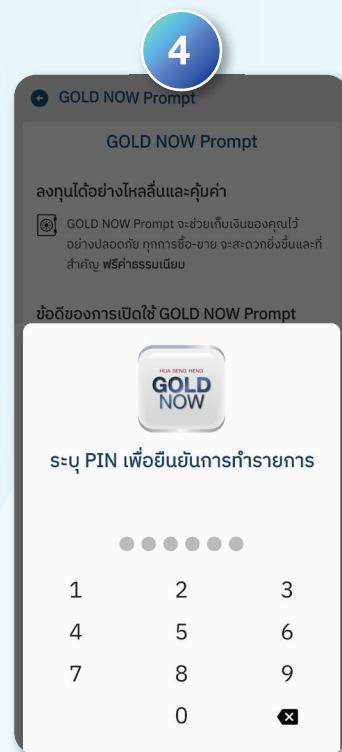 4
GOLD NOW Prompt
GOLD NOW Prompt
ลงทุนได้อย่างไหลลื่นและคุ้มค่า
GOLD NOW Prompt จะช่วยเก็บเงินของคุณไว้
อย่างปลอดภัย ทุกการซื้อ-ขาย จะสะดวกยิ่งขึ้นและที่
สำคัญ ฟรีค่าธรรมเนียม
ข้อดีของการเปิดใช้ GOLD NOW Prompt
HUA SENG HENG
GOLD
NOW
ระบุ PIN เพื่อยืนยันการทำรายการ
1 2 3
4 5 6
7 8 9
0